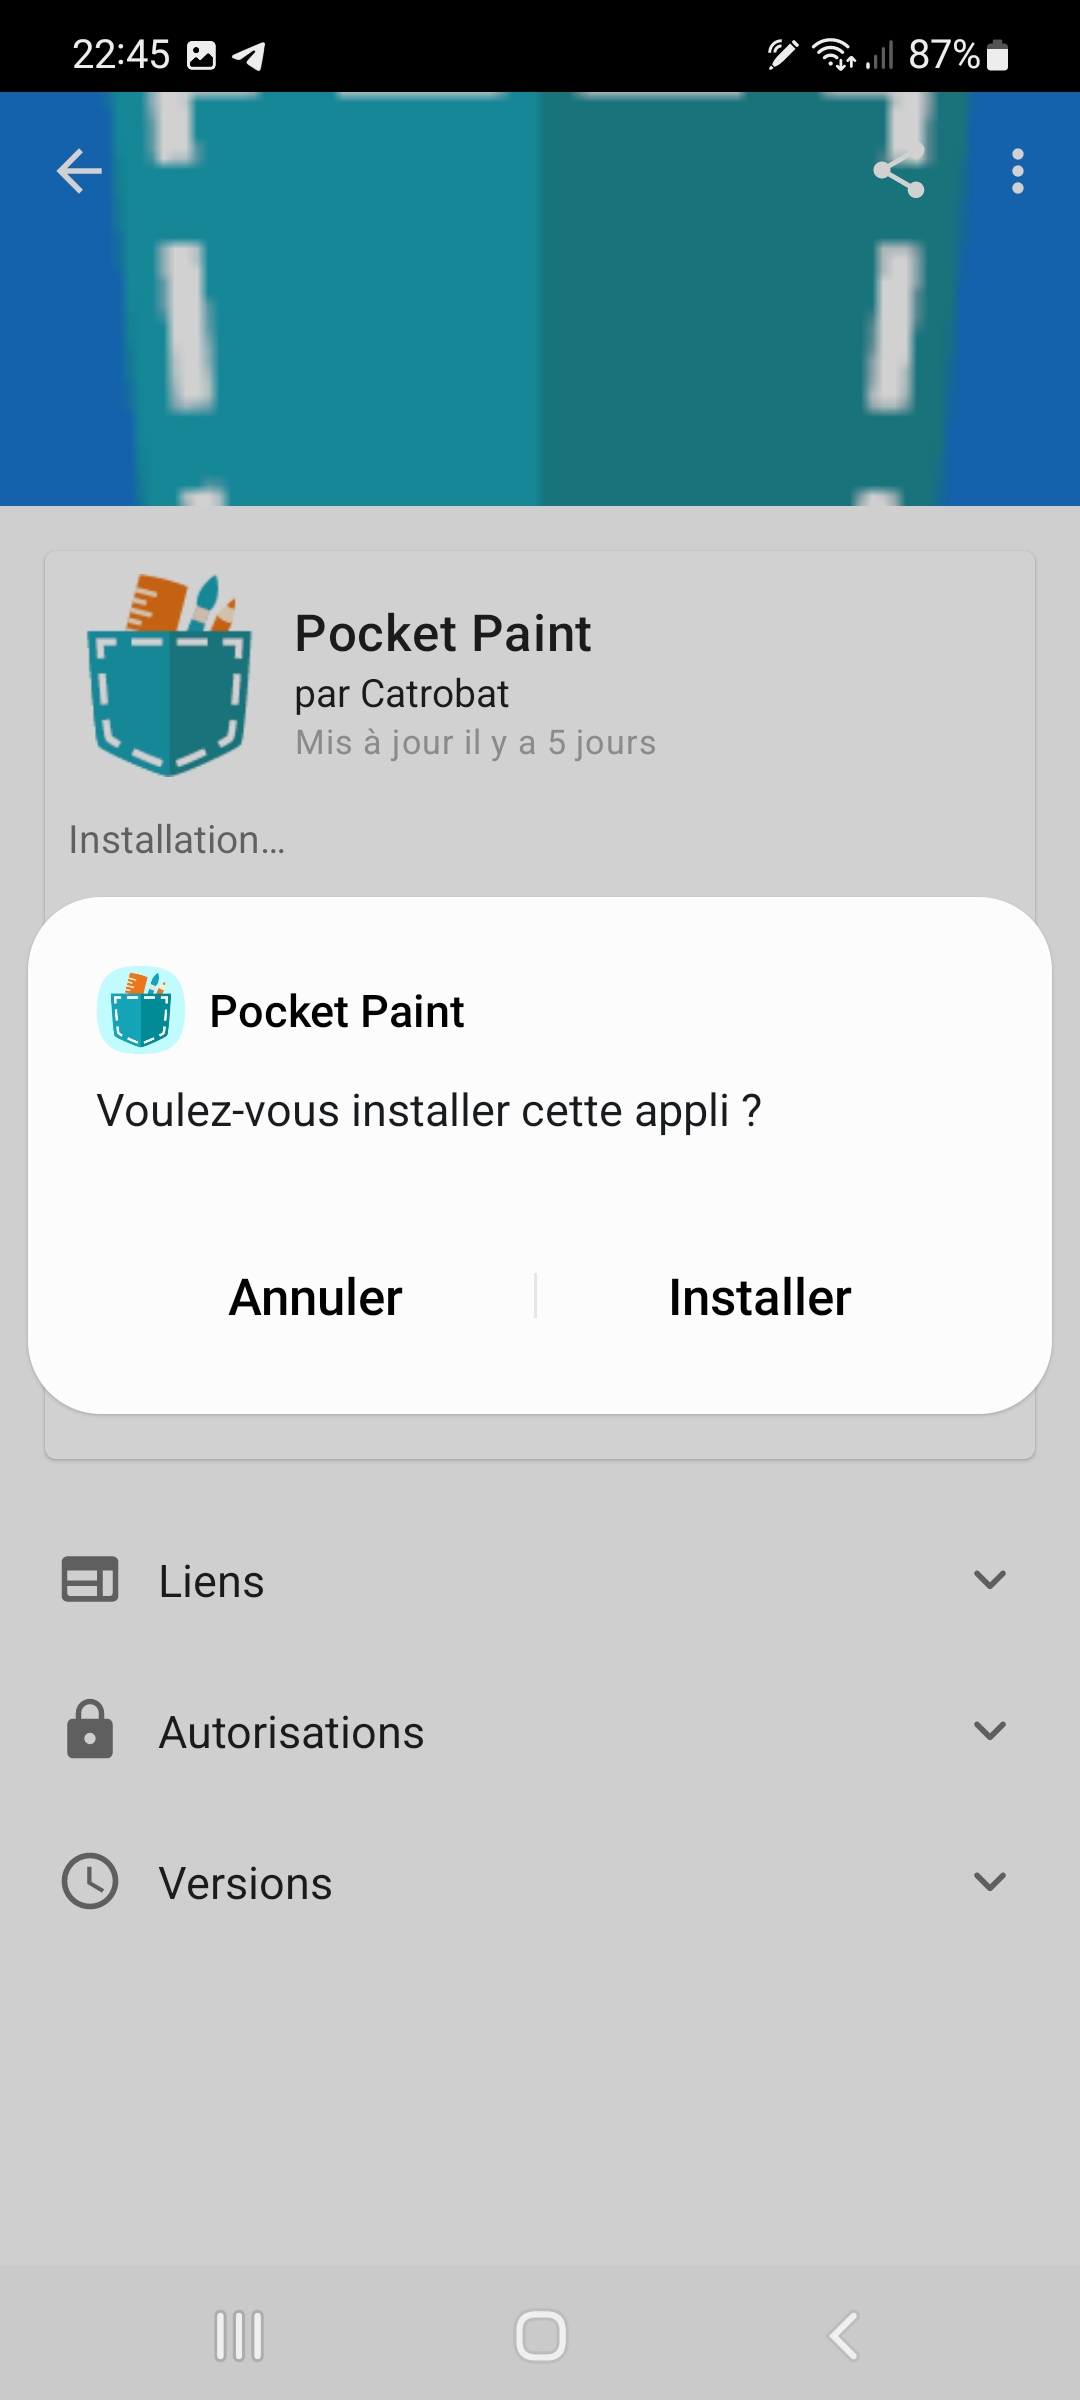 22:45
87%
Pocket Paint
par Catrobat
Mis à jour il y a 5 jours
Installation…
Pocket Paint
Voulez-vous installer cette appli ?
Annuler
Installer
Liens
Autorisations
Versions